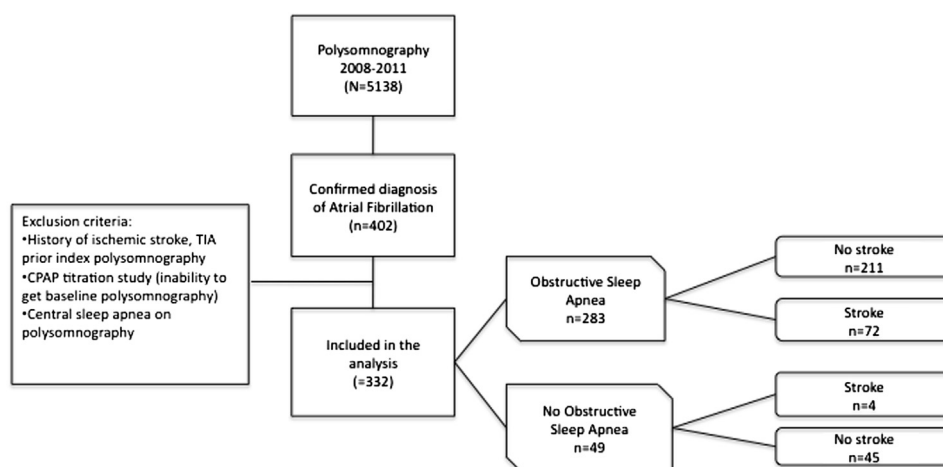 Polysomnography
2008-2011
(N=5138)
Confirmed diagnosis
of Atrial Fibrillation
(n=402)
Exclusion criteria:
•History of ischemic stroke, TIA
prior index polysomnography
•CPAP titration study (inability to
get baseline polysomnography)
•Central sleep apnea on
polysomnography
Included in the
analysis
(=332)
Obstructive Sleep
Apnea
n=283
No stroke
n=211
Stroke
n=72
No Obstructive
Sleep Apnea
n=49
Stroke
n=4
No stroke
n=45